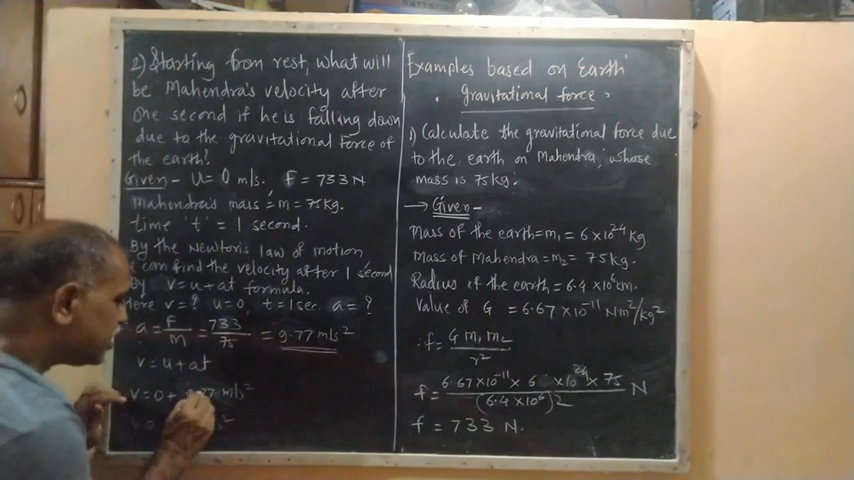 2) Starting from rest, what will
be Mahendra's velocity after
one second if he is falling down
due to the gravitational force of
the earth?
Given - U = 0 m/s. F = 733 N
Mahendra's mass = m = 75 kg.
time 't' = 1 second.
By the Newton's law of motion
can find the velocity after 1 second
By v = u + at formula.
Here v = ? u = 0, t = 1 sec. a = ?
a = F/m = 733/75 = 9.77 m/s²
v = u + at
v = 0 + m/s²
v =
Examples based on Earth'
gravitational force.
1) Calculate the gravitational force due
to the earth on Mahendra, whose
mass is 75 kg.
→ Given -
Mass of the earth = m₁ = 6 × 10²⁴ kg
Mass of Mahendra = m₂ = 75 kg.
Radius of the earth = 6.4 × 10⁶ m.
Value of G = 6.67 × 10⁻¹¹ Nm²/kg²
∴ f = G m₁ m₂ / r²
f = 6.67 × 10⁻¹¹ × 6 × 10²⁴ × 75 / (6.4 × 10⁶)2 N
f = 733 N.